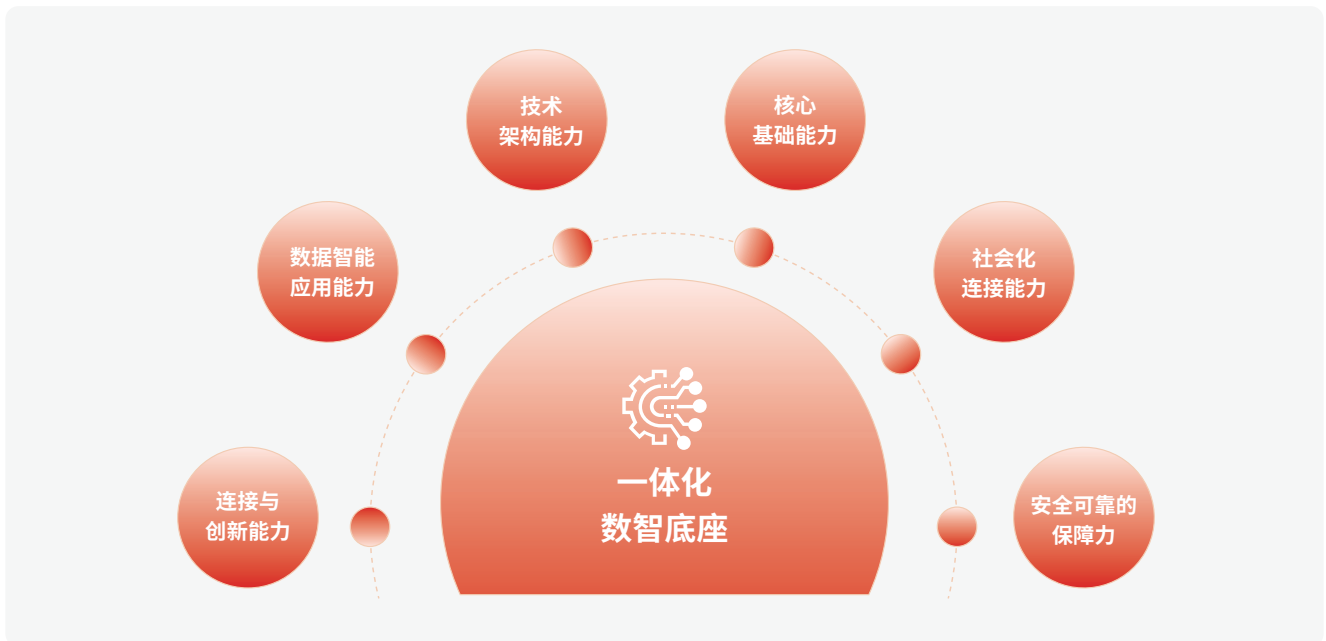 技术
架构能力
核心
基础能力
数据智能
应用能力
社会化
连接能力
连接与
创新能力
一体化
数智底座
安全可靠的
保障力